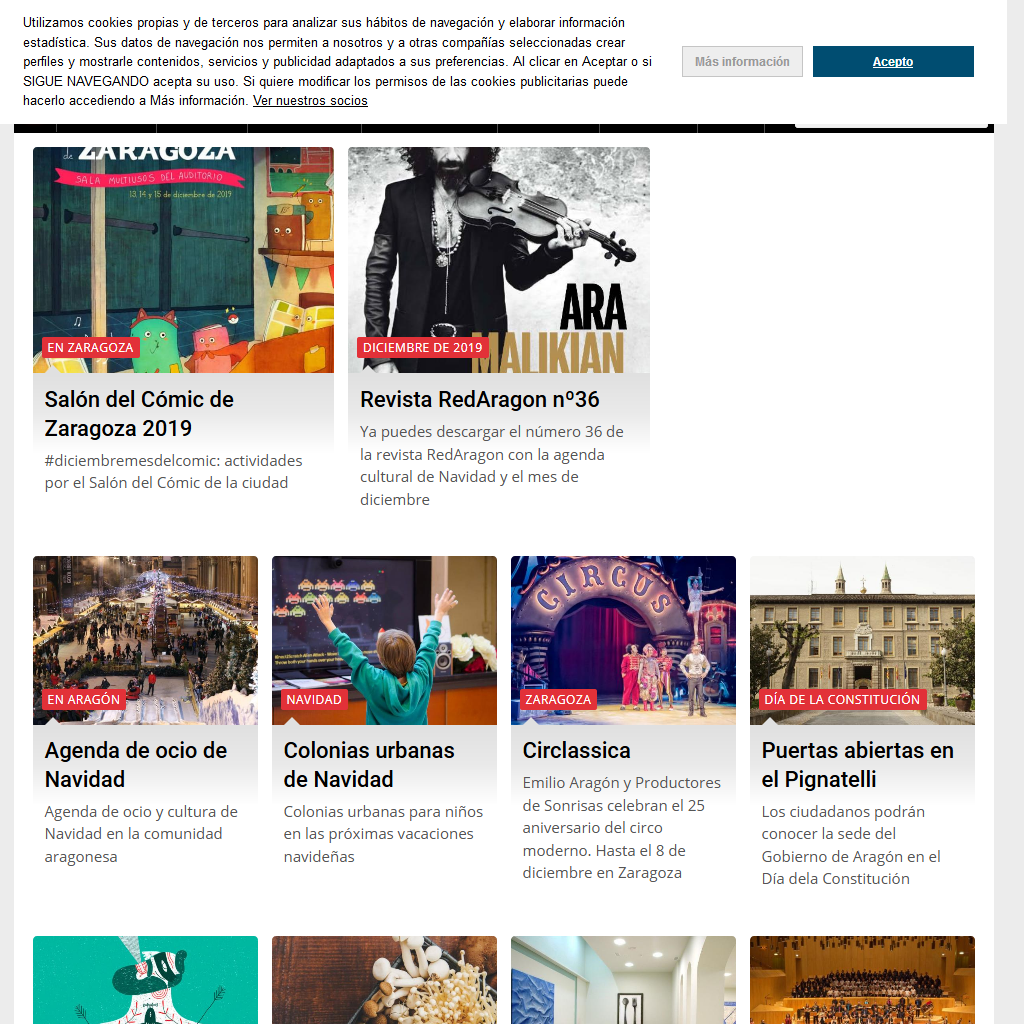 Utilizamos cookies propias y de terceros para analizar sus hábitos de navegación y elaborar información
estadística. Sus datos de navegación nos permiten a nosotros y a otras compañías seleccionadas crear
perfiles y mostrarle contenidos, servicios y publicidad adaptados a sus preferencias. Al clicar en Aceptar o si
SIGUE NAVEGANDO acepta su uso. Si quiere modificar los permisos de las cookies publicitarias puede
hacerlo accediendo a Más información. Ver nuestros socios
Más información
Acepto
de ZARAGOZA
SALA MULTIUSOS DEL AUDITORIO
13, 14 y 15 de diciembre de 2019
EN ZARAGOZA
Salón del Cómic de
Zaragoza 2019
#diciembremesdelcomic: actividades
por el Salón del Cómic de la ciudad
ARA
MALIKIAN
DICIEMBRE DE 2019
Revista RedAragon nº36
Ya puedes descargar el número 36 de
la revista RedAragon con la agenda
cultural de Navidad y el mes de
diciembre
EN ARAGÓN
Agenda de ocio de
Navidad
Agenda de ocio y cultura de
Navidad en la comunidad
aragonesa
NAVIDAD
Colonias urbanas
de Navidad
Colonias urbanas para niños
en las próximas vacaciones
navideñas
CIRCUS
ZARAGOZA
Circlassica
Emilio Aragón y Productores
de Sonrisas celebran el 25
aniversario del circo
moderno. Hasta el 8 de
diciembre en Zaragoza
DÍA DE LA CONSTITUCIÓN
Puertas abiertas en
el Pignatelli
Los ciudadanos podrán
conocer la sede del
Gobierno de Aragón en el
Día dela Constitución